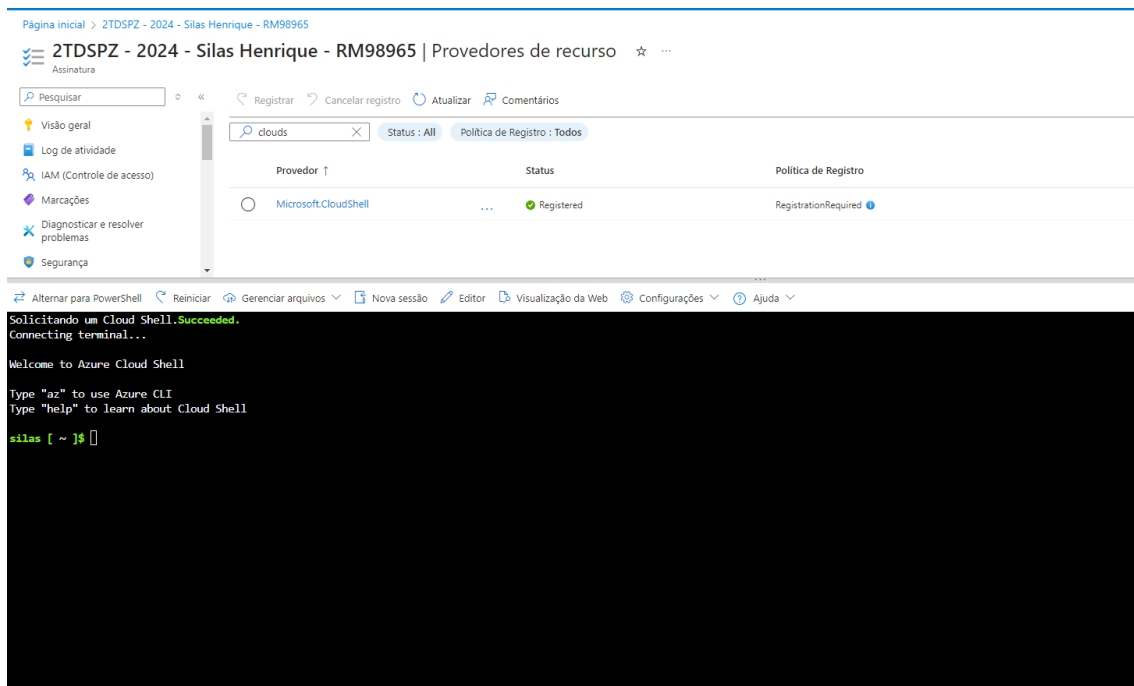 Página inicial > 2TDSPZ - 2024 - Silas Henrique - RM98965
2TDSPZ - 2024 - Silas Henrique - RM98965 | Provedores de recurso
Assinatura
Pesquisar
Registrar Cancelar registro Atualizar Comentários
Visão geral
Log de atividade
IAM (Controle de acesso)
Marcações
Diagnosticar e resolver
problemas
Segurança
clouds Status : All Política de Registro : Todos
Provedor ↑ Status Política de Registro
Microsoft.CloudShell ... Registered RegistrationRequired
Alternar para PowerShell Reiniciar Gerenciar arquivos Nova sessão Editor Visualização da Web Configurações Ajuda
Solicitando um Cloud Shell.Succeeded.
Connecting terminal...
Welcome to Azure Cloud Shell
Type "az" to use Azure CLI
Type "help" to learn about Cloud Shell
silas [ ~ ]$